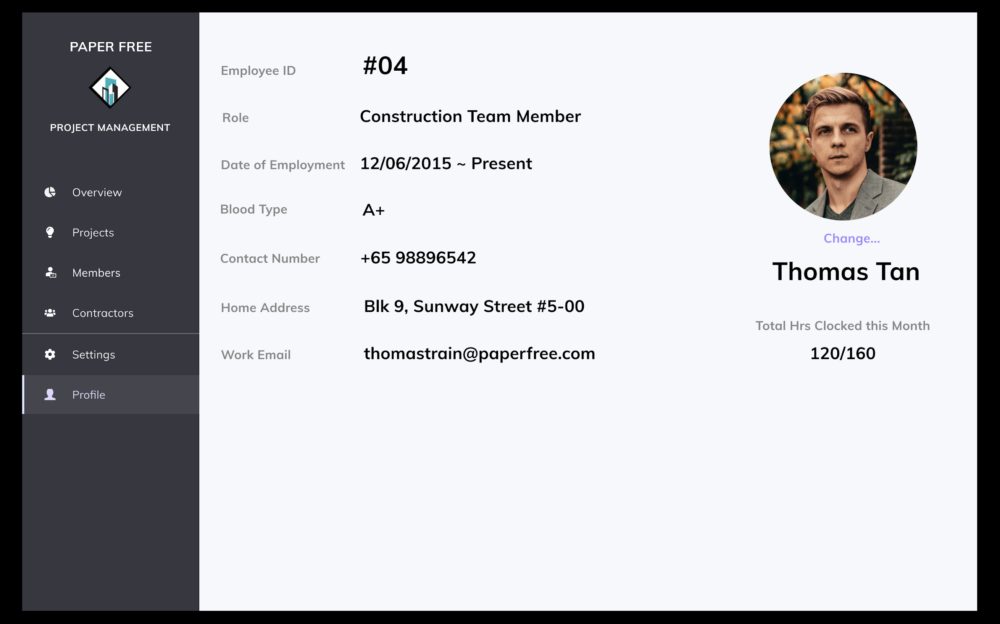 PAPER FREE
PROJECT MANAGEMENT
Overview
Projects
Members
Contractors
Settings
Profile
Employee ID #04
Role Construction Team Member
Date of Employment 12/06/2015 ~ Present
Blood Type A+
Contact Number +65 98896542
Home Address Blk 9, Sunway Street #5-00
Work Email thomastrain@paperfree.com
Change...
Thomas Tan
Total Hrs Clocked this Month
120/160